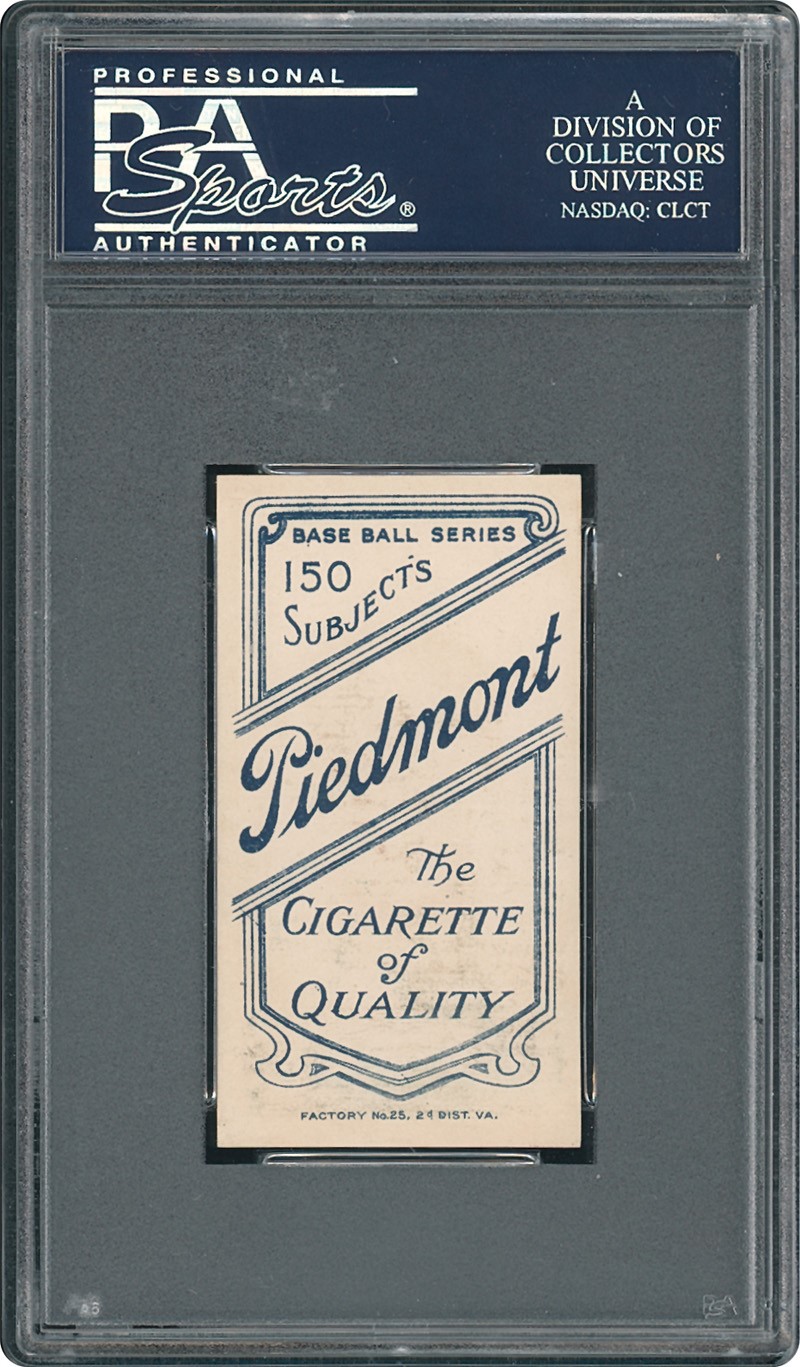 PROFESSIONAL
PSA
Sports®
AUTHENTICATOR
A
DIVISION OF
COLLECTORS
UNIVERSE
NASDAQ: CLCT
BASE BALL SERIES
150
SUBJECTS
Piedmont
The
CIGARETTE
of
QUALITY
FACTORY No.25, 2d DIST. VA.
PSA